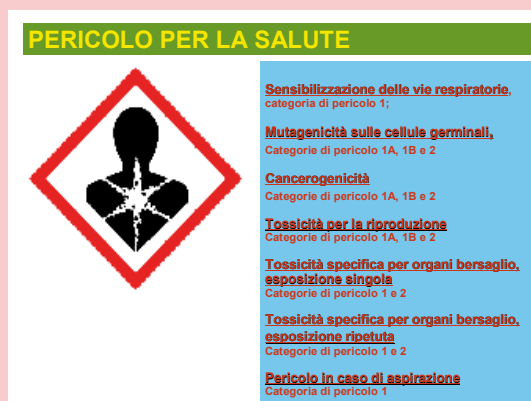 PERICOLO PER LA SALUTE
Sensibilizzazione delle vie respiratorie,
categoria di pericolo 1;
Mutagenicità sulle cellule germinali,
Categorie di pericolo 1A, 1B e 2
Cancerogenicità
Categorie di pericolo 1A, 1B e 2
Tossicità per la riproduzione
Categorie di pericolo 1A, 1B e 2
Tossicità specifica per organi bersaglio,
esposizione singola
Categorie di pericolo 1 e 2
Tossicità specifica per organi bersaglio,
esposizione ripetuta
Categorie di pericolo 1 e 2
Pericolo in caso di aspirazione
Categoria di pericolo 1